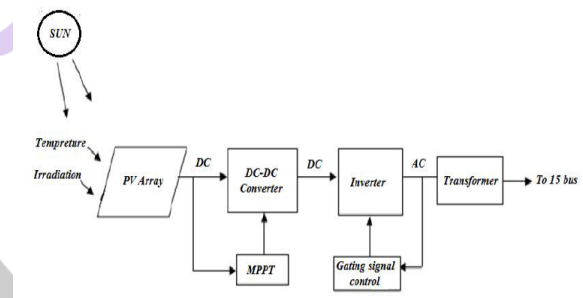 SUN
Tempreture
Irradiation
PV Array
DC
DC-DC
Converter
DC
Inverter
AC
Transformer
To 15 bus
MPPT
Gating signal
control